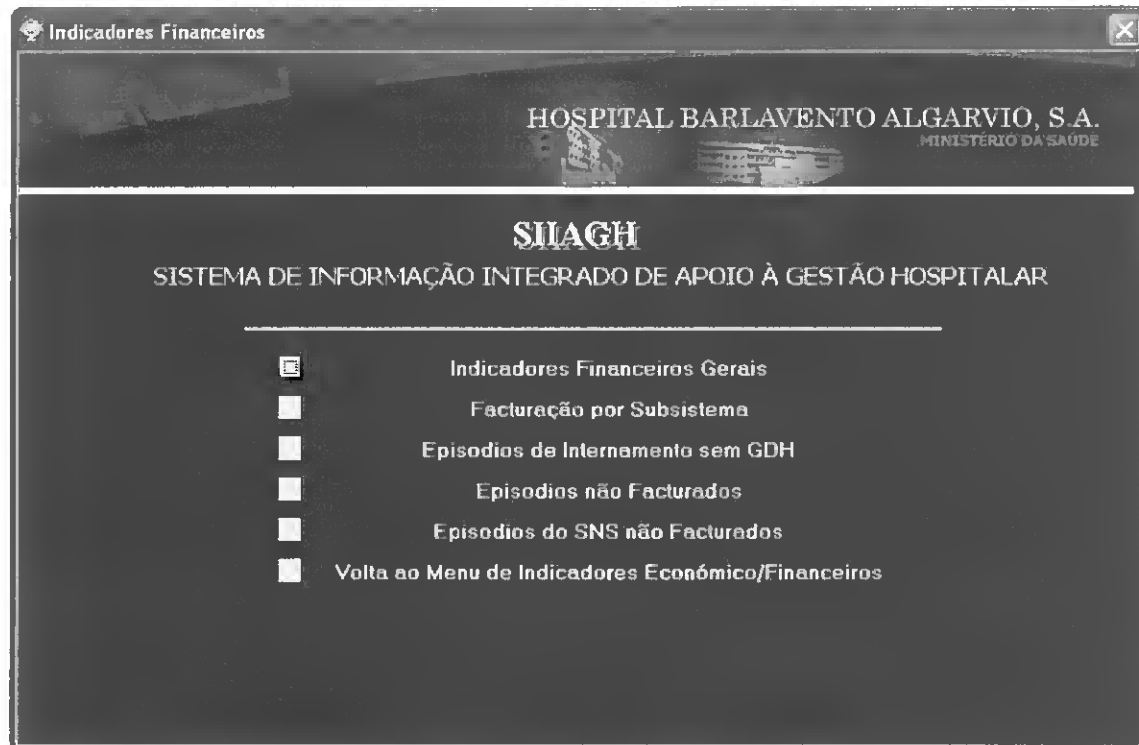 Indicadores Financeiros
HOSPITAL BARLAVENTO ALGARVIO, S.A.
MINISTÉRIO DA SAÚDE
SIIAGH
SISTEMA DE INFORMAÇÃO INTEGRADO DE APOIO À GESTÃO HOSPITALAR
Indicadores Financeiros Gerais
Facturação por Subsistema
Episodios de Internamento sem GDH
Episodios não Facturados
Episodios do SNS não Facturados
Volta ao Menu de Indicadores Económico/Financeiros